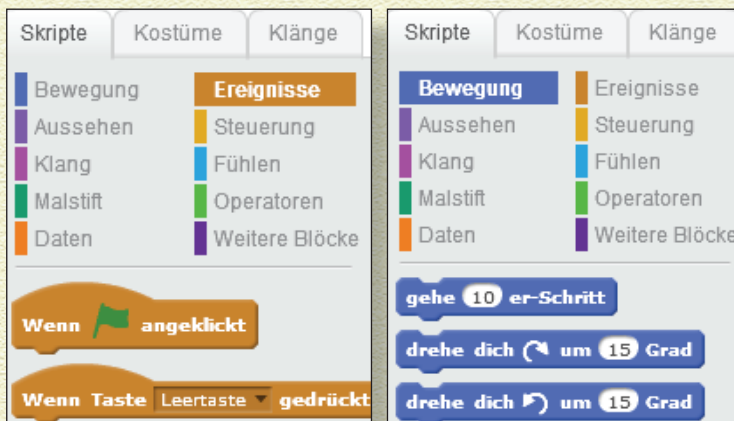 Skripte Kostüme Klänge
Bewegung Ereignisse
Aussehen Steuerung
Klang Fühlen
Malstift Operatoren
Daten Weitere Blöcke
Wenn angeklickt
Wenn Taste Leertaste gedrückt
Skripte Kostüme Klänge
Bewegung Ereignisse
Aussehen Steuerung
Klang Fühlen
Malstift Operatoren
Daten Weitere Blöcke
gehe 10 er-Schritt
drehe dich um 15 Grad
drehe dich um 15 Grad